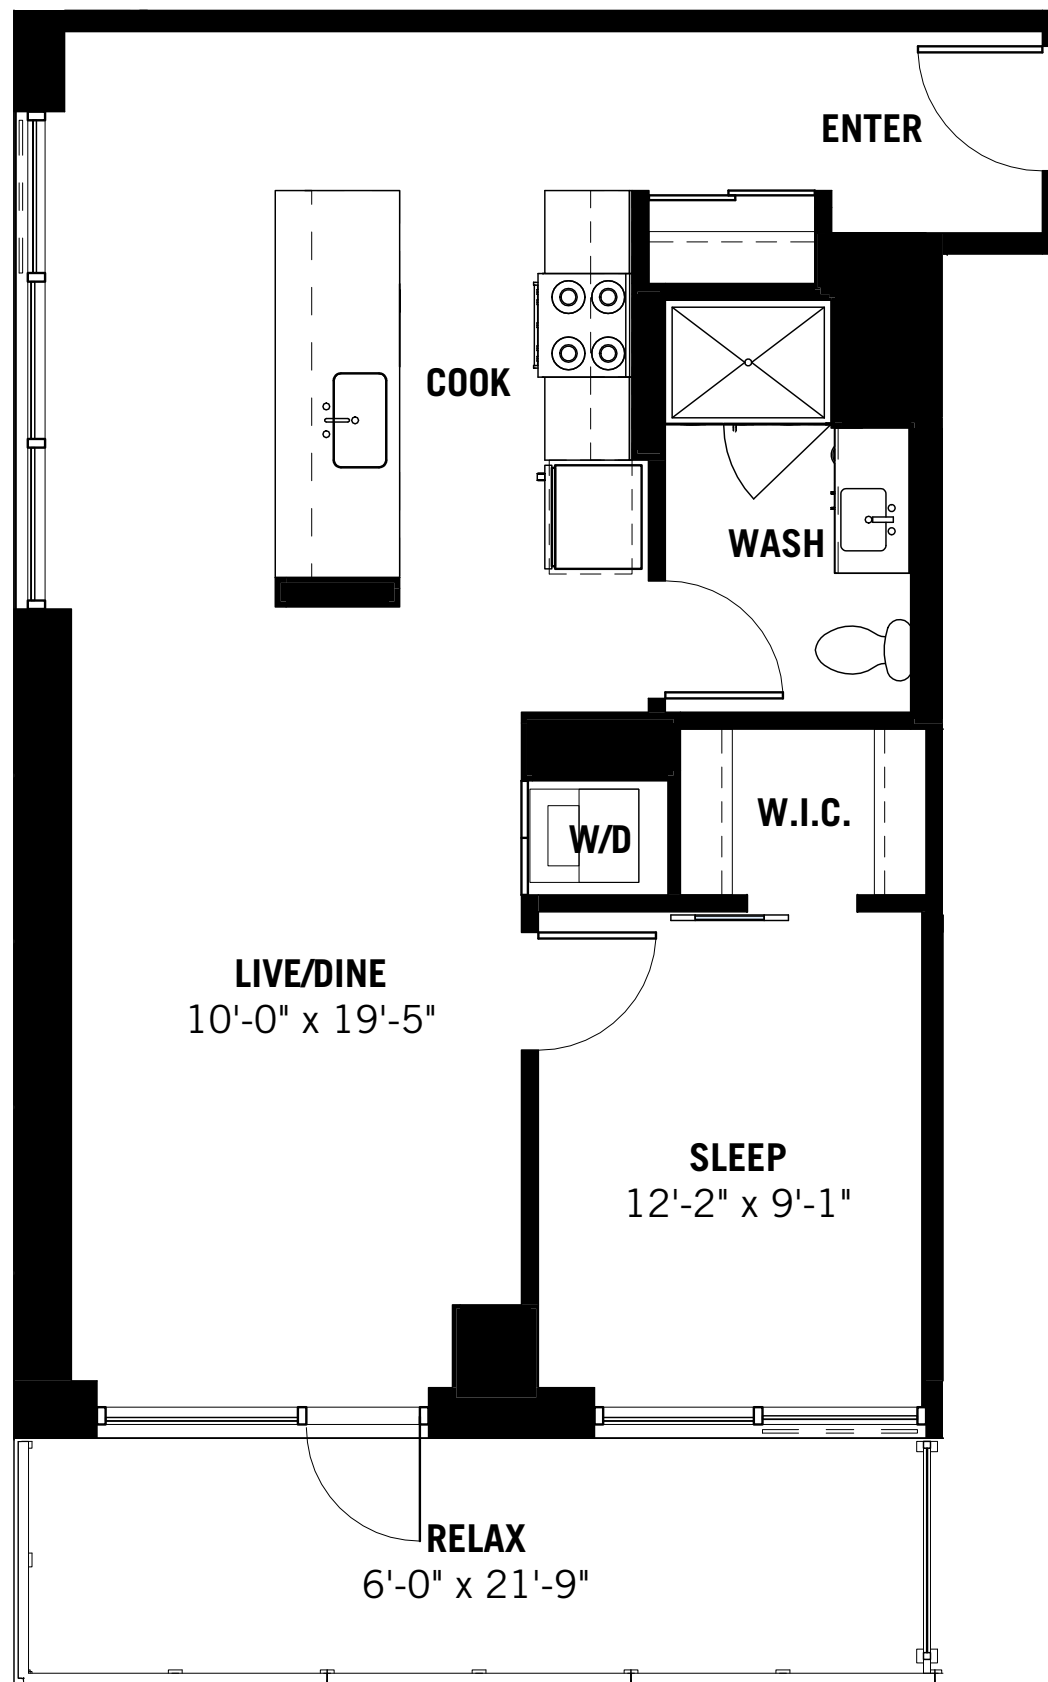 ENTER
COOK
WASH
W.I.C.
W/D
LIVE/DINE
10'-0" x 19'-5"
SLEEP
12'-2" x 9'-1"
RELAX
6'-0" x 21'-9"